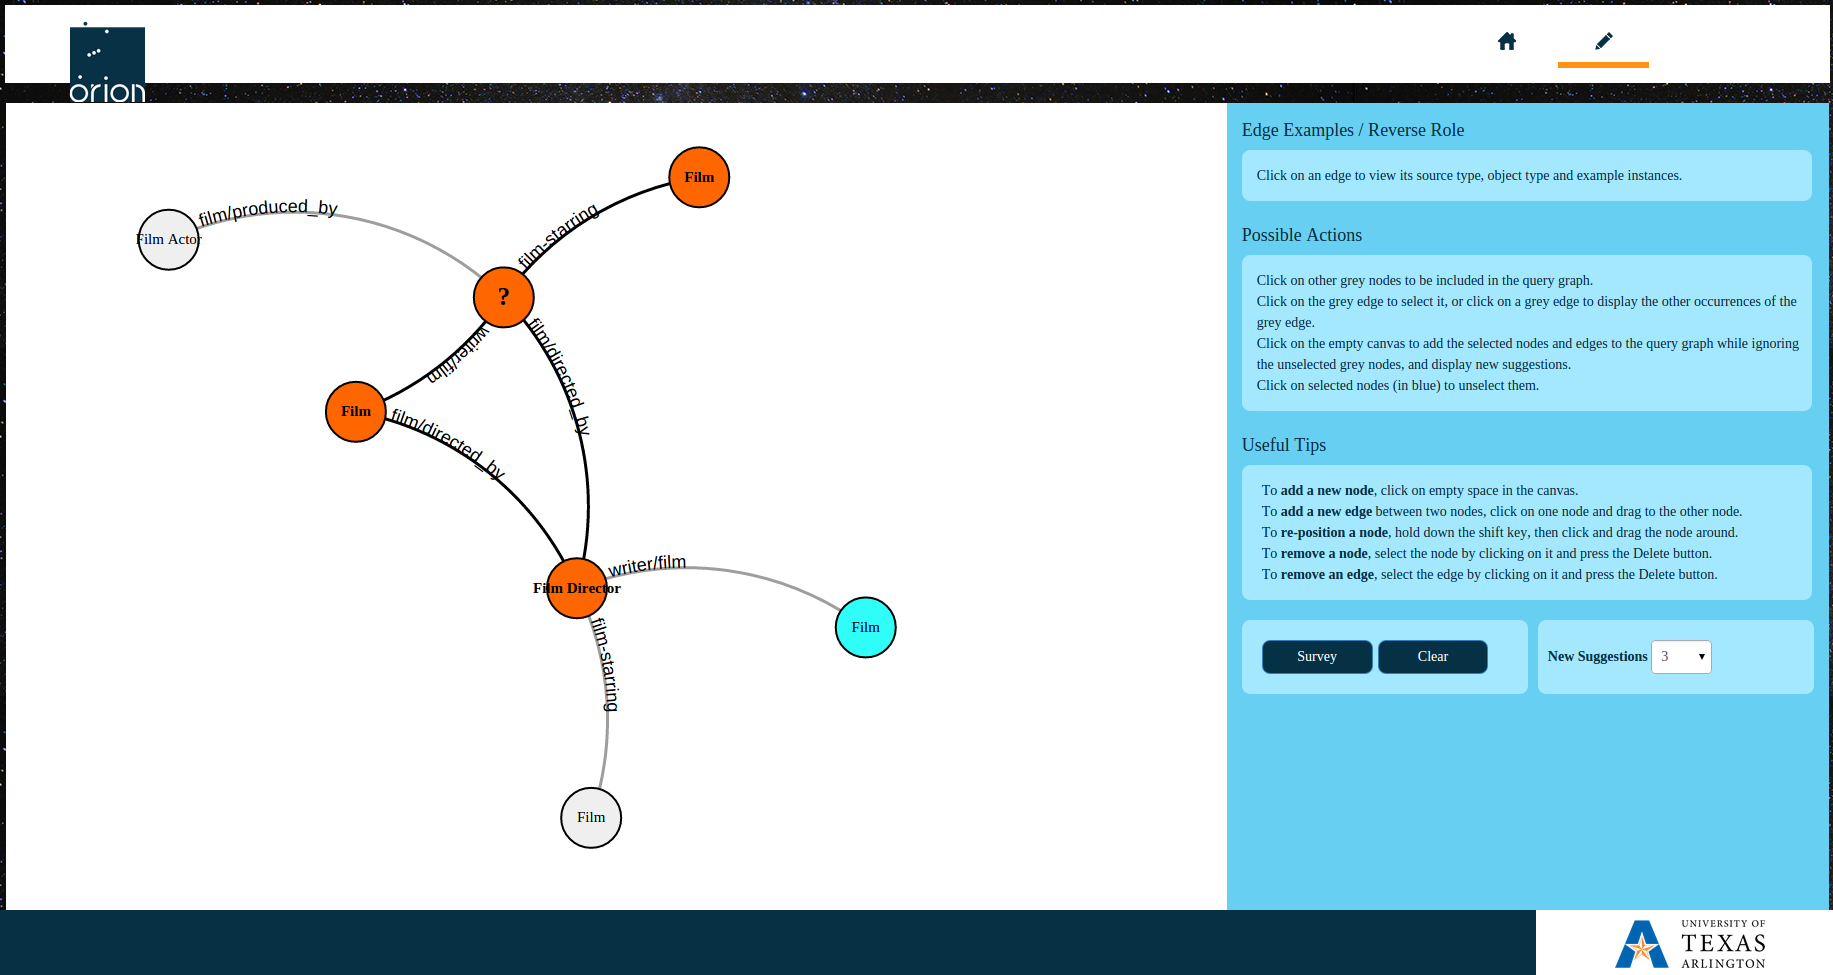 orion
Film
Film Actor
film/produced_by
film-starring
?
writer/film
film/directed_by
Film
film/directed_by
Film Director
writer/film
Film
film-starring
Film
Edge Examples / Reverse Role
Click on an edge to view its source type, object type and example instances.
Possible Actions
Click on other grey nodes to be included in the query graph.
Click on the grey edge to select it, or click on a grey edge to display the other occurrences of the
grey edge.
Click on the empty canvas to add the selected nodes and edges to the query graph while ignoring
the unselected grey nodes, and display new suggestions.
Click on selected nodes (in blue) to unselect them.
Useful Tips
To add a new node, click on empty space in the canvas.
To add a new edge between two nodes, click on one node and drag to the other node.
To re-position a node, hold down the shift key, then click and drag the node around.
To remove a node, select the node by clicking on it and press the Delete button.
To remove an edge, select the edge by clicking on it and press the Delete button.
Survey
Clear
New Suggestions 3
UNIVERSITY OF
TEXAS
ARLINGTON